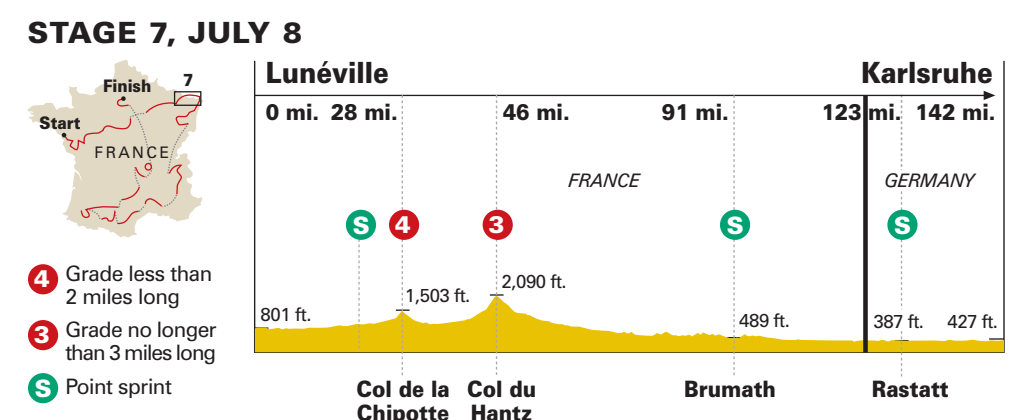 STAGE 7, JULY 8
Finish
7
Start
FRANCE
4 Grade less than
2 miles long
3 Grade no longer
than 3 miles long
S Point sprint
Lunéville Karlsruhe
0 mi. 28 mi. 46 mi. 91 mi. 123 mi. 142 mi.
FRANCE GERMANY
S 4 3 S S
801 ft. 1,503 ft. 2,090 ft. 489 ft. 387 ft. 427 ft.
Col de la Col du Brumath Rastatt
Chipotte Hantz